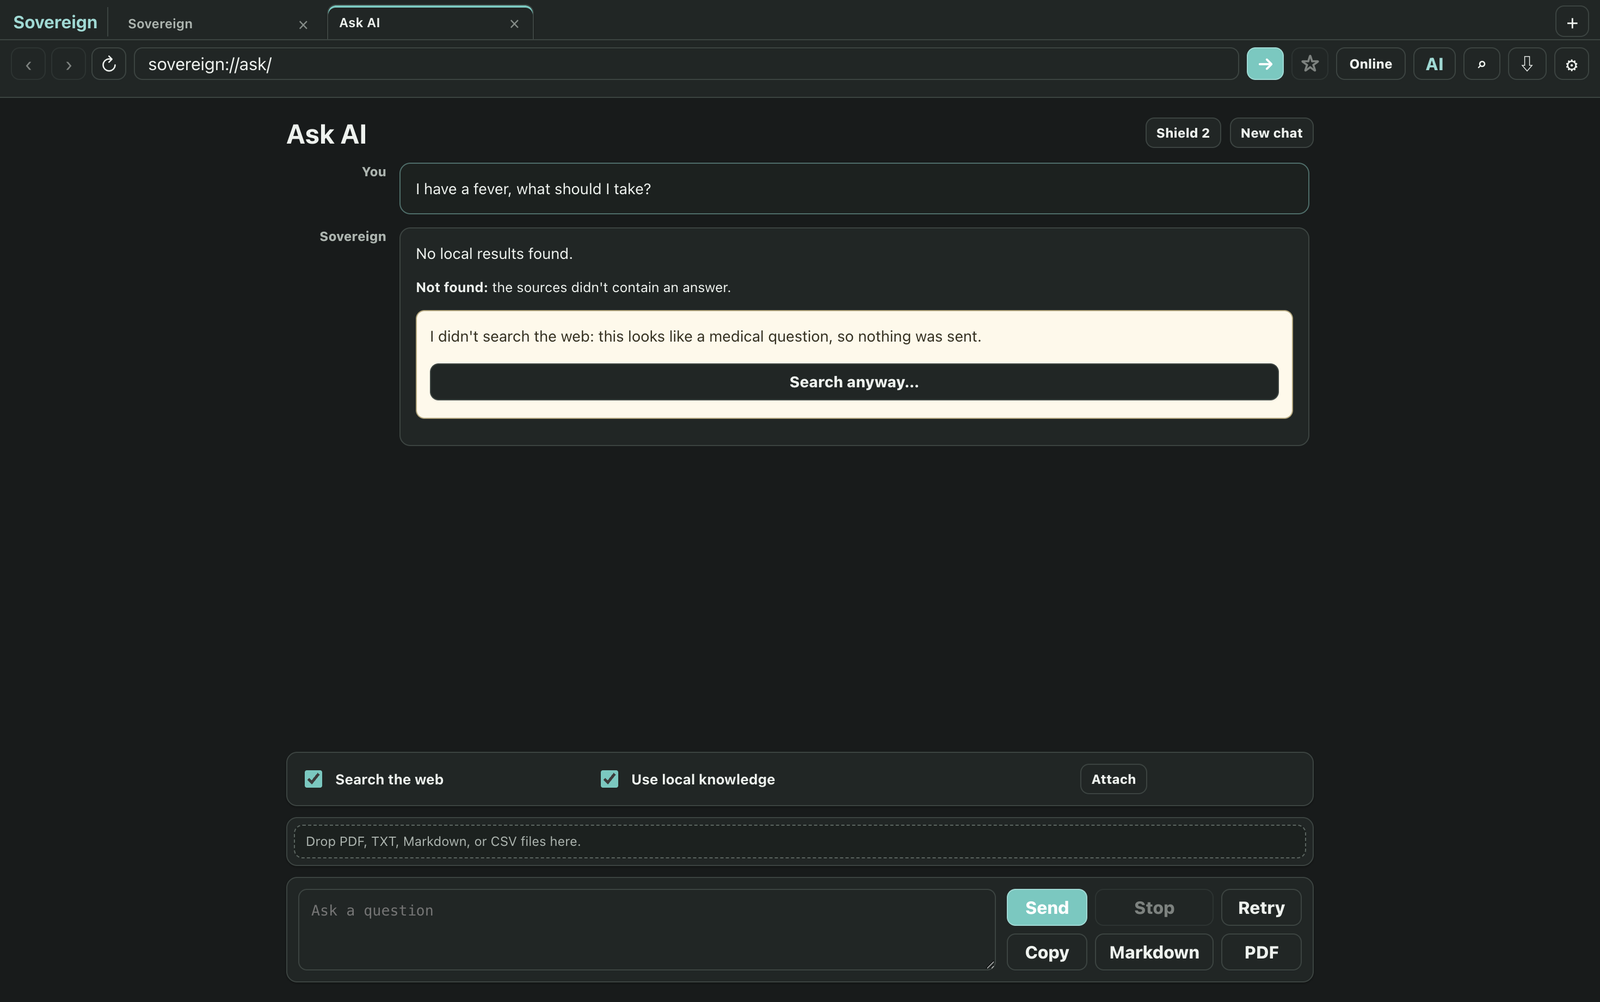 Sovereign
Sovereign
Ask AI
sovereign://ask/
Online
AI
Ask AI
Shield 2
New chat
You
I have a fever, what should I take?
Sovereign
No local results found.
Not found: the sources didn't contain an answer.
I didn't search the web: this looks like a medical question, so nothing was sent.
Search anyway...
Search the web
Use local knowledge
Attach
Drop PDF, TXT, Markdown, or CSV files here.
Ask a question
Send
Stop
Retry
Copy
Markdown
PDF